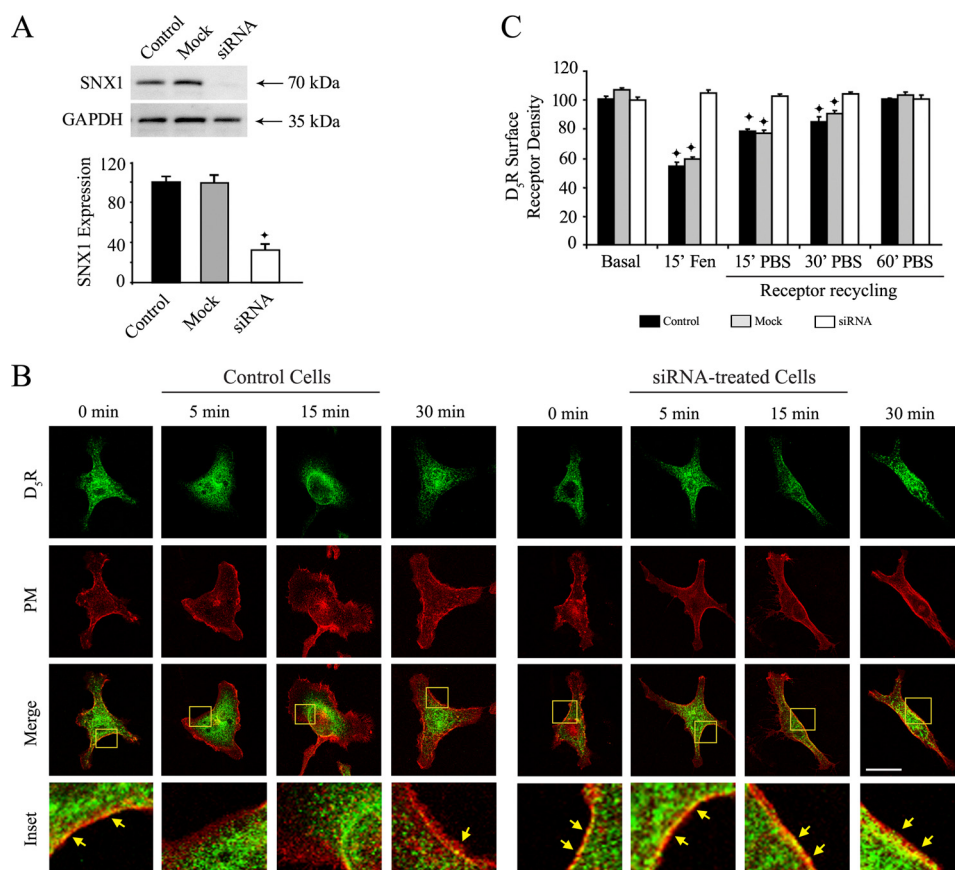 A
Control
Mock
siRNA
SNX1
70 kDa
GAPDH
35 kDa
SNX1 Expression
120
80
40
0
Control
Mock
siRNA
C
D5R Surface
Receptor Density
120
100
80
60
40
20
0
Basal
15' Fen
15' PBS
30' PBS
60' PBS
Receptor recycling
Control
Mock
siRNA
B
Control Cells
siRNA-treated Cells
0 min
5 min
15 min
30 min
0 min
5 min
15 min
30 min
D5R
PM
Merge
Inset